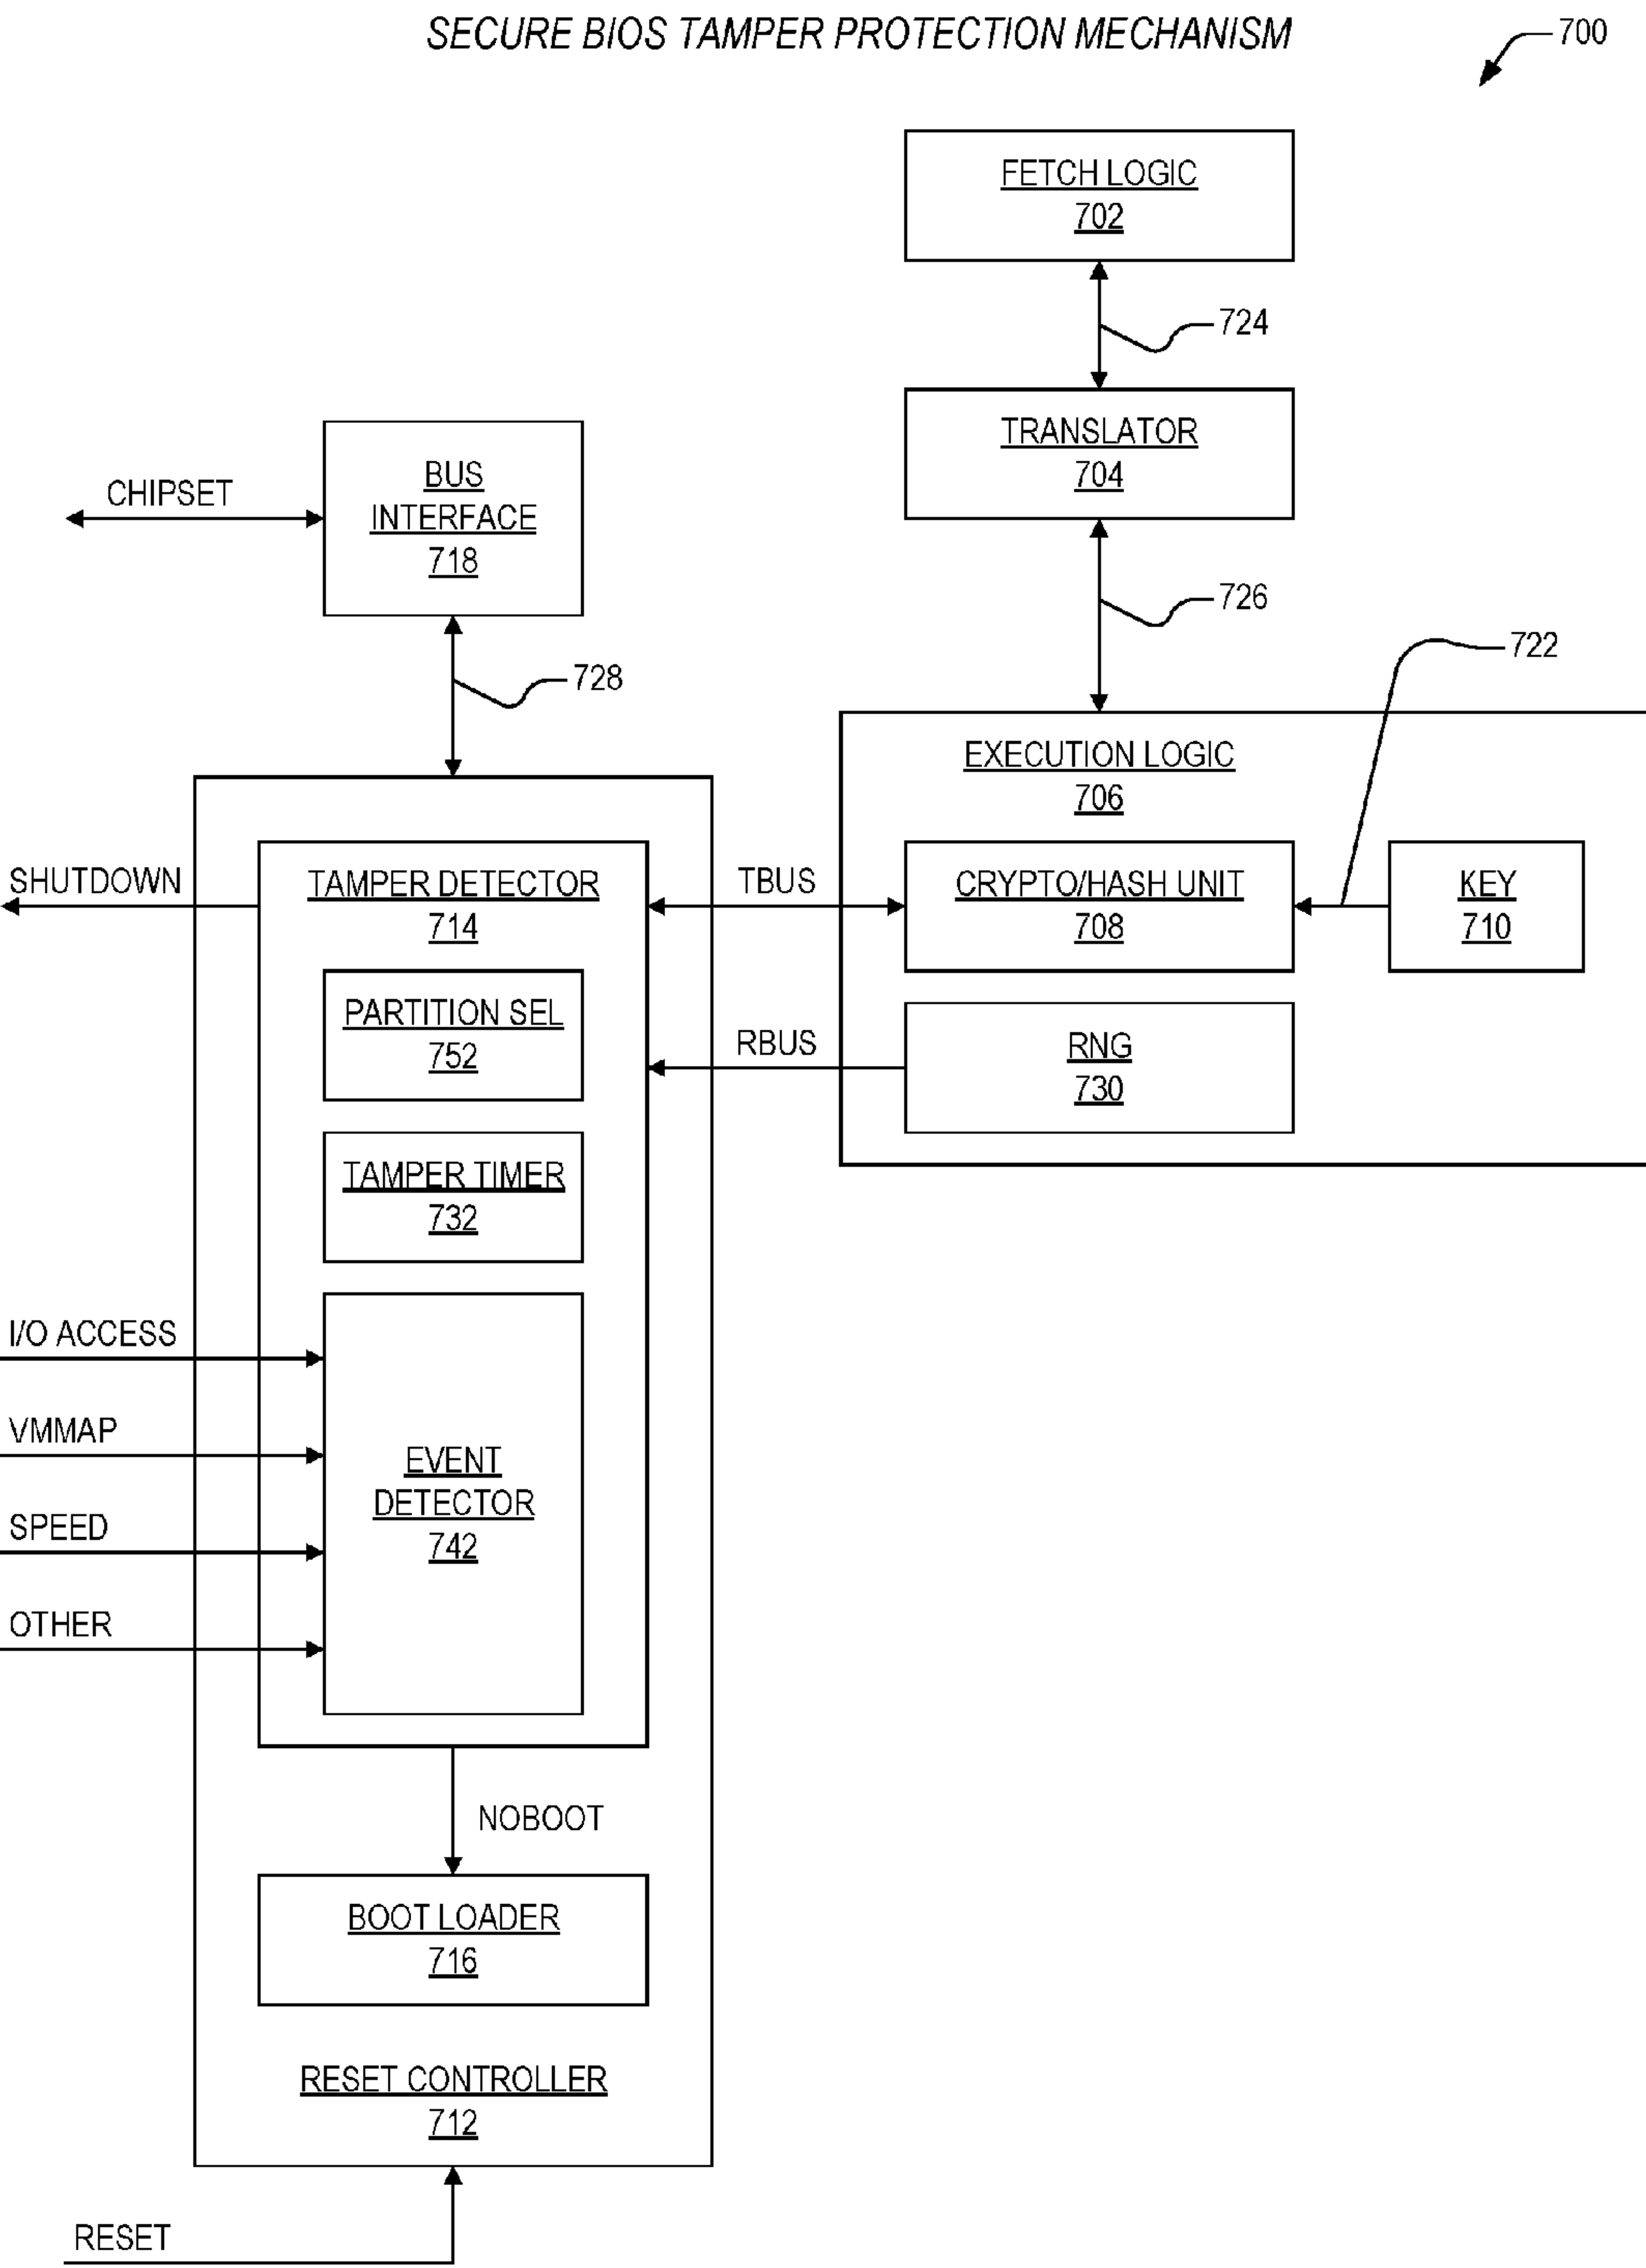 SECURE BIOS TAMPER PROTECTION MECHANISM
700
FETCH LOGIC
702
724
TRANSLATOR
704
BUS
INTERFACE
718
CHIPSET
726
722
728
EXECUTION LOGIC
706
SHUTDOWN
TAMPER DETECTOR
714
TBUS
CRYPTO/HASH UNIT
708
KEY
710
PARTITION SEL
752
RBUS
RNG
730
TAMPER TIMER
732
I/O ACCESS
VMMAP
SPEED
OTHER
EVENT
DETECTOR
742
NOBOOT
BOOT LOADER
716
RESET CONTROLLER
712
RESET